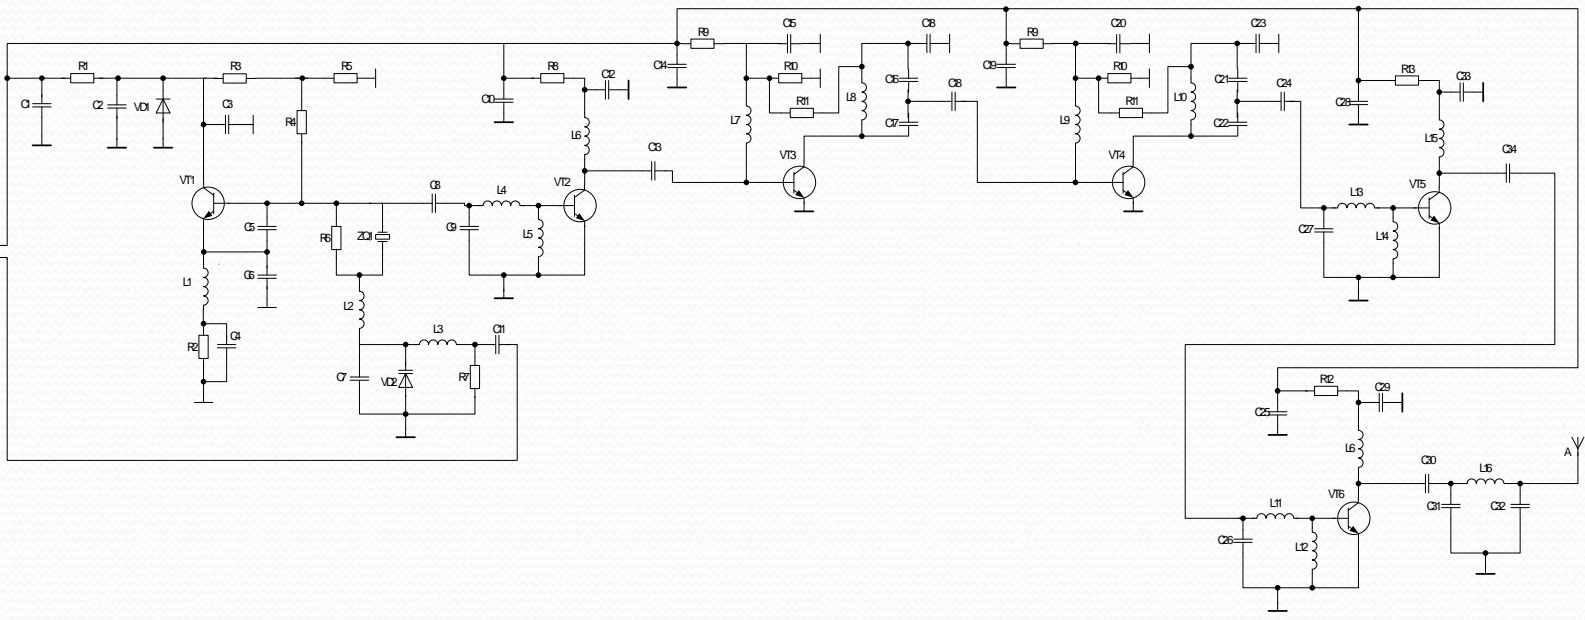 R9
C15
C18
R9
C20
C23
R1
R3
R5
R8
C12
C14
R10
C16
C19
R10
C21
R13
C33
C1
C2
VD1
C3
C10
R11
L8
C18
R11
L10
C24
C28
R4
L6
L7
C17
L9
C22
L15
C13
VT3
VT4
C34
VT1
C8
L4
VT2
L13
VT5
C5
R6
ZQ1
C9
L5
C27
L14
C6
L1
L2
R2
C4
L3
C11
C7
VD2
R7
R12
C29
C25
L6
A
C30
L16
VT6
L11
C31
C32
C26
L12